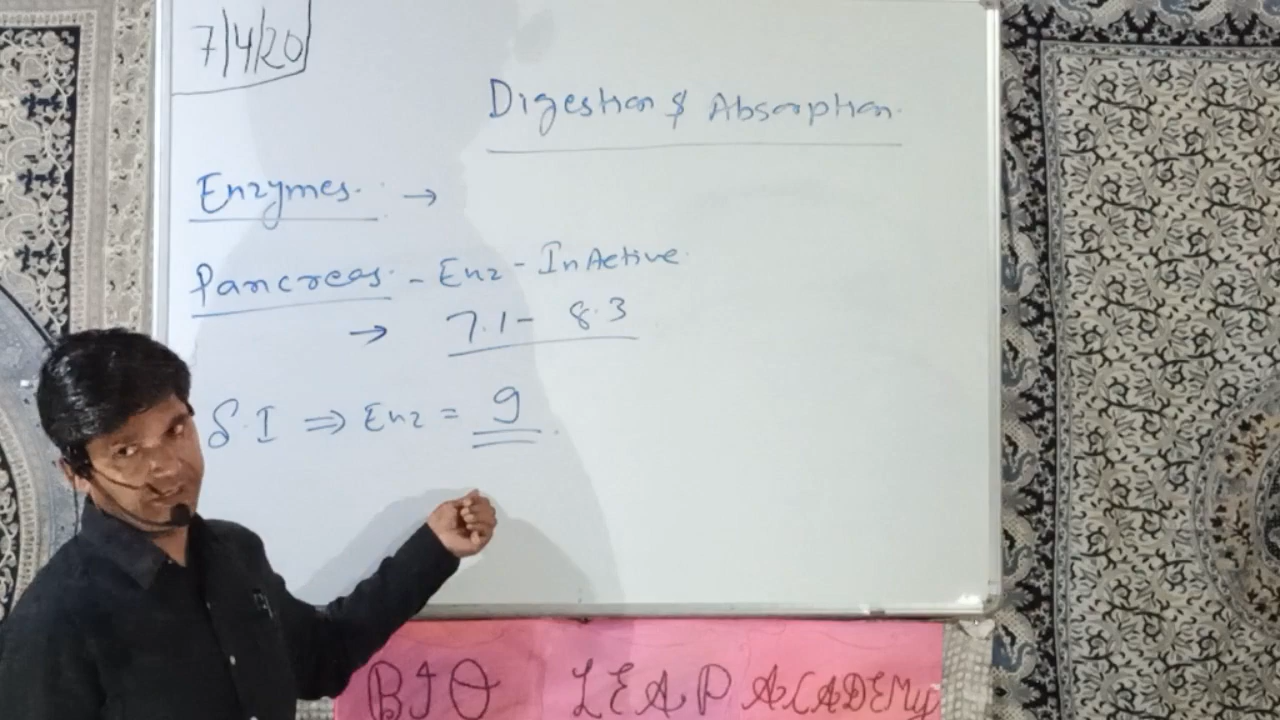 7/4/20
Digestion & Absorption.
Enzymes. →
Pancreas. - Enz - InActive.
→ 7.1 - 8.3
S.I ⇒ Enz = 9.
BIO LEAP ACADEMY